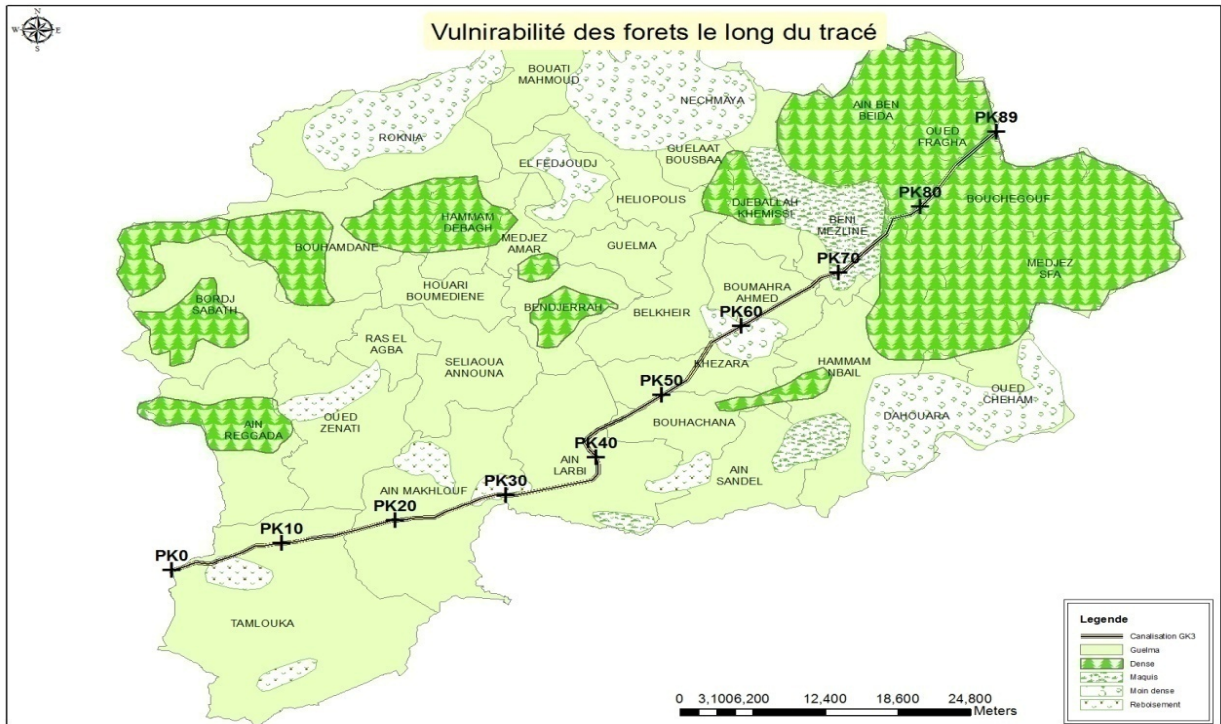 Vulnirabilité des forets le long du tracé
N
W
E
S
BOUATI
MAHMOUD
NECHMAYA
ROKNIA
AIN BEN
BEIDA
PK89
OUED
FRAGHA
EL FEDJOUDJ
GUELAAT
BOUSBAA
HELIOPOLIS
DJEBALLAH
KHEMISSI
PK80
BOUCHEGOUF
BENI
MEZLINE
HAMMAM
DEBAGH
MEDJEZ
AMAR
GUELMA
BOUHAMDANE
PK70
MEDJEZ
SFA
HOUARI
BOUMEDIENE
BOUMAHRA
AHMED
BORDJ
SABATH
BENDJERRAH
BELKHEIR
PK60
RAS EL
AGBA
SELIAOUA
ANNOUNA
KHEZARA
HAMMAM
NBAIL
PK50
OUED
CHEHAM
DAHOUARA
OUED
ZENATI
AIN
REGGADA
BOUHACHANA
PK40
AIN
LARBI
AIN
SANDEL
PK30
AIN MAKHLOUF
PK20
PK10
PK0
TAMLOUKA
Legende
Canalisation GK3
Guelma
Dense
Maquis
Moin dense
Reboisement
0 3,1006,200 12,400 18,600 24,800
Meters